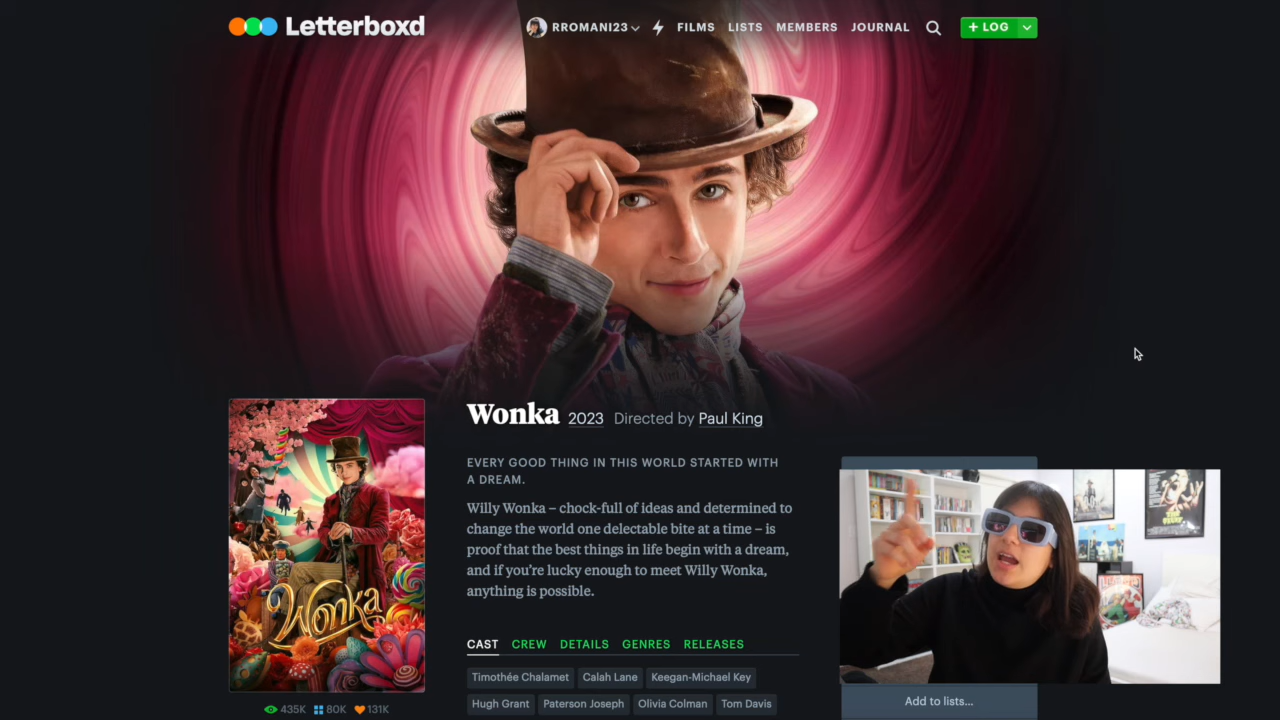 Letterboxd
RROMANI23
FILMS
LISTS
MEMBERS
JOURNAL
+ LOG
Wonka 2023 Directed by Paul King
EVERY GOOD THING IN THIS WORLD STARTED WITH
A DREAM.
Willy Wonka – chock-full of ideas and determined to
change the world one delectable bite at a time – is
proof that the best things in life begin with a dream,
and if you're lucky enough to meet Willy Wonka,
anything is possible.
Wonka
CAST CREW DETAILS GENRES RELEASES
Timothée Chalamet Calah Lane Keegan-Michael Key
Hugh Grant Paterson Joseph Olivia Colman Tom Davis
435K 80K 131K
Add to lists...